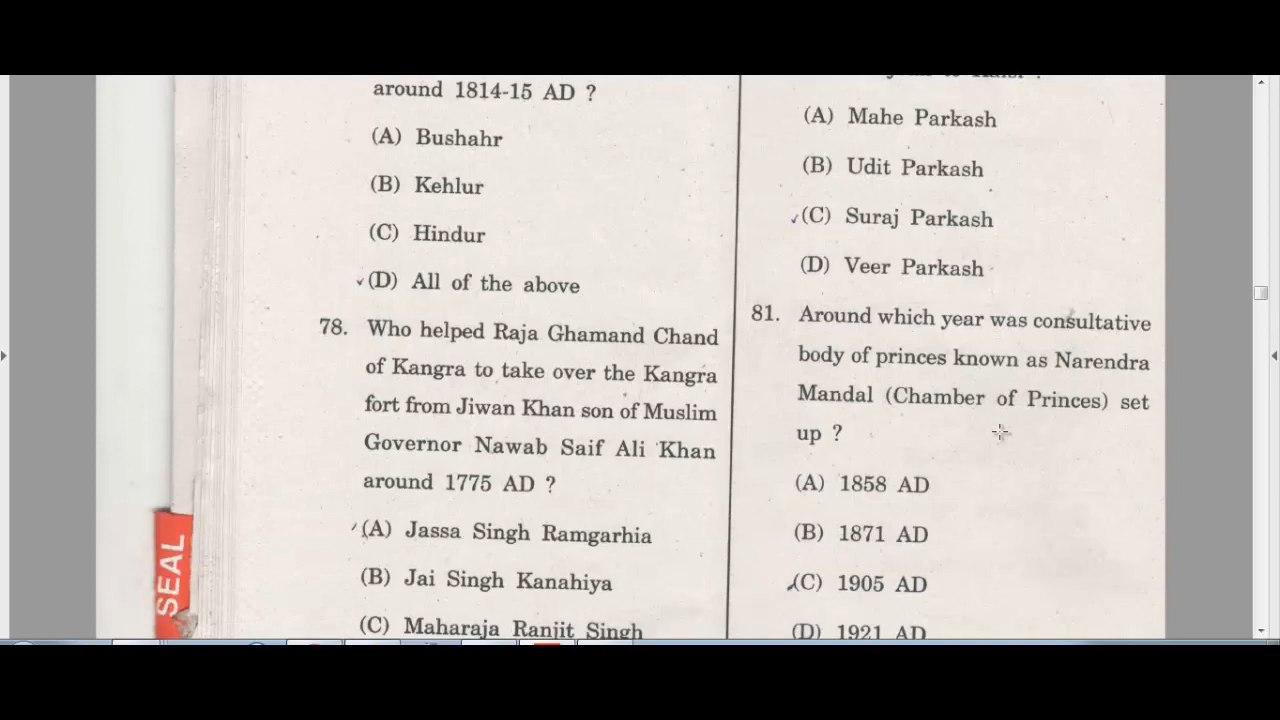 around 1814-15 AD ?
(A) Bushahr
(B) Kehlur
(C) Hindur
(D) All of the above
78. Who helped Raja Ghamand Chand
of Kangra to take over the Kangra
fort from Jiwan Khan son of Muslim
Governor Nawab Saif Ali Khan
around 1775 AD ?
(A) Jassa Singh Ramgarhia
(B) Jai Singh Kanahiya
(C) Maharaja Ranjit Singh
(A) Mahe Parkash
(B) Udit Parkash
(C) Suraj Parkash
(D) Veer Parkash
81. Around which year was consultative
body of princes known as Narendra
Mandal (Chamber of Princes) set
up ?
(A) 1858 AD
(B) 1871 AD
(C) 1905 AD
(D) 1921 AD
SEAL